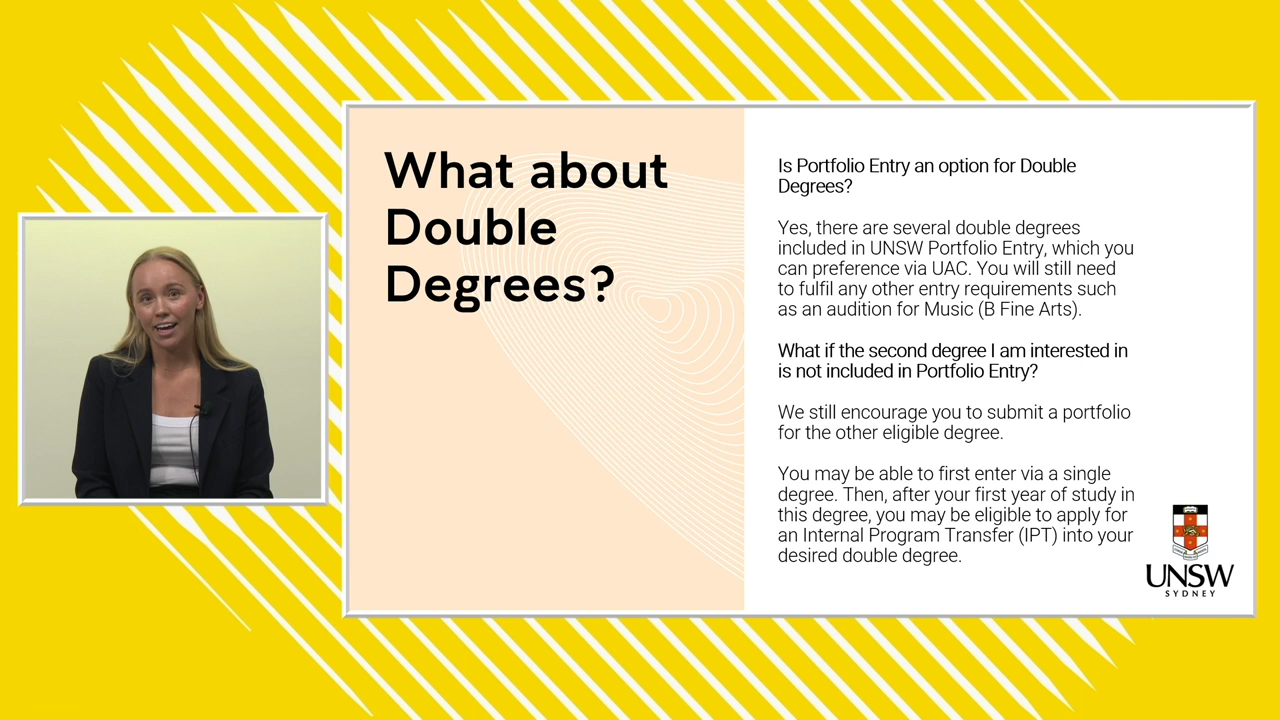 What about
Double
Degrees?
Is Portfolio Entry an option for Double
Degrees?
Yes, there are several double degrees
included in UNSW Portfolio Entry, which you
can preference via UAC. You will still need
to fulfil any other entry requirements such
as an audition for Music (B Fine Arts).
What if the second degree I am interested in
is not included in Portfolio Entry?
We still encourage you to submit a portfolio
for the other eligible degree.
You may be able to first enter via a single
degree. Then, after your first year of study in
this degree, you may be eligible to apply for
an Internal Program Transfer (IPT) into your
desired double degree.
UNSW
SYDNEY